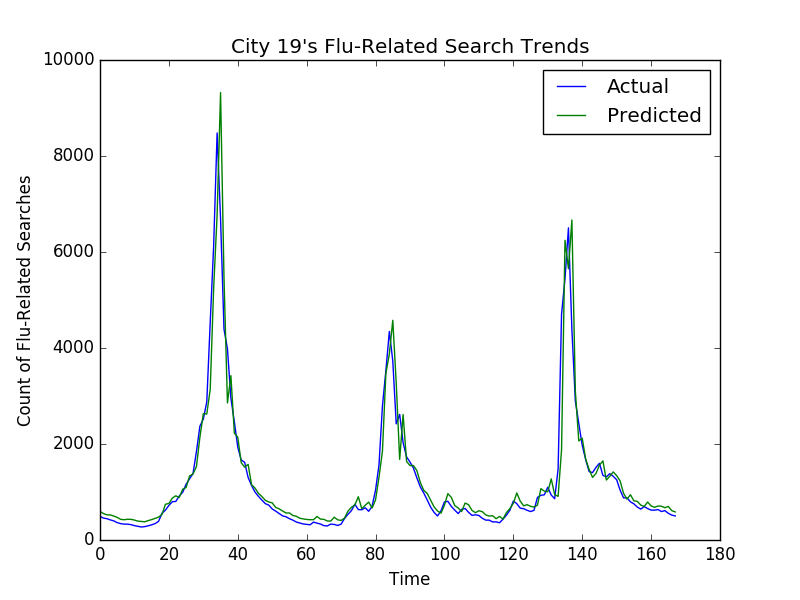 City 19's Flu-Related Search Trends
10000
8000
6000
4000
2000
0
Count of Flu-Related Searches
Actual
Predicted
0 20 40 60 80 100 120 140 160 180
Time